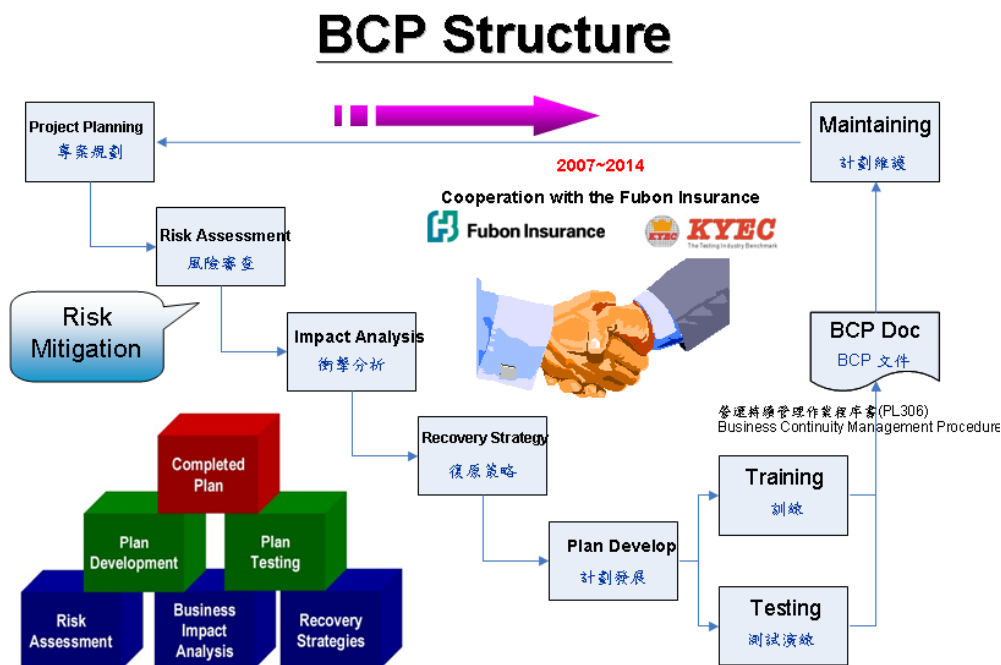 BCP Structure
Project Planning
專案規劃
Maintaining
計劃維護
2007~2014
Cooperation with the Fubon Insurance
Fubon Insurance
KYEC
KYEC
The Testing Industry Benchmark
Risk Assessment
風險審查
Risk
Mitigation
Impact Analysis
衝擊分析
BCP Doc
BCP 文件
營運持續管理作業程序書(PL306)
Business Continuity Management Procedure
Recovery Strategy
復原策略
Training
訓練
Plan Develop
計劃發展
Testing
測試演練
Completed
Plan
Plan
Development
Plan
Testing
Risk
Assessment
Business
Impact
Analysis
Recovery
Strategies